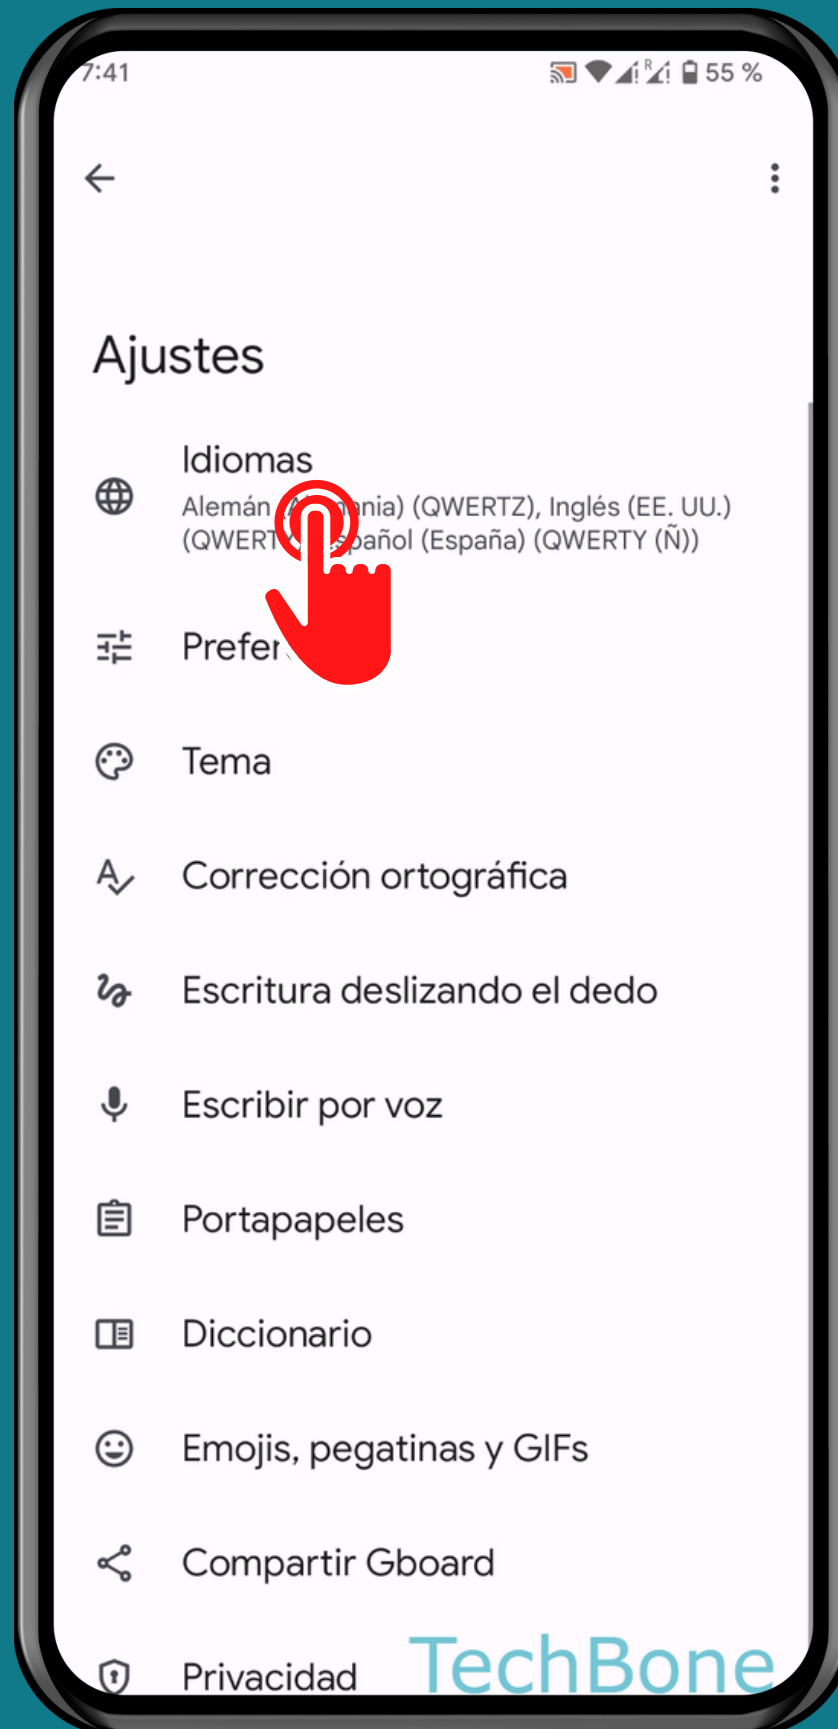 7:41
R
55 %
Ajustes
Idiomas
Alemán nia) (QWERTZ), Inglés (EE. UU.)
(QWERTY pañol (España) (QWERTY (Ñ))
Prefer
Tema
Corrección ortográfica
Escritura deslizando el dedo
Escribir por voz
Portapapeles
Diccionario
Emojis, pegatinas y GIFs
Compartir Gboard
Privacidad
TechBone